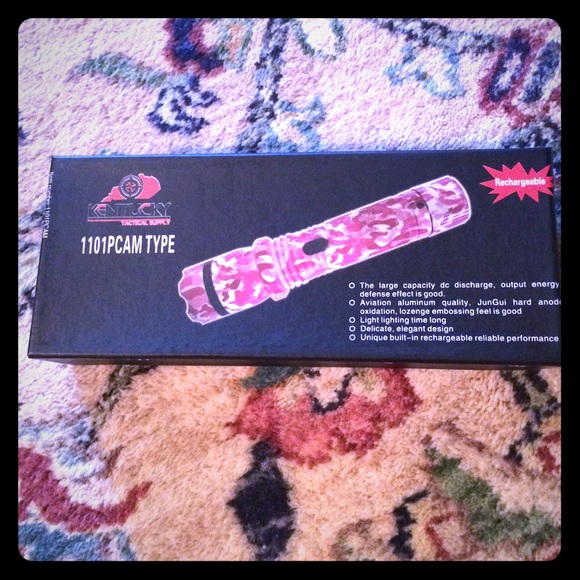 KENTUCKY
TACTICAL SUPPLY
1101PCAM TYPE
Rechargeable
The large capacity dc discharge, output energy
defense effect is good.
Aviation aluminum quality, JunGui hard anode
oxidation, lozenge embossing feel is good
Light lighting time long
Delicate, elegant design
Unique built-in rechargeable reliable performance
1101PCAM